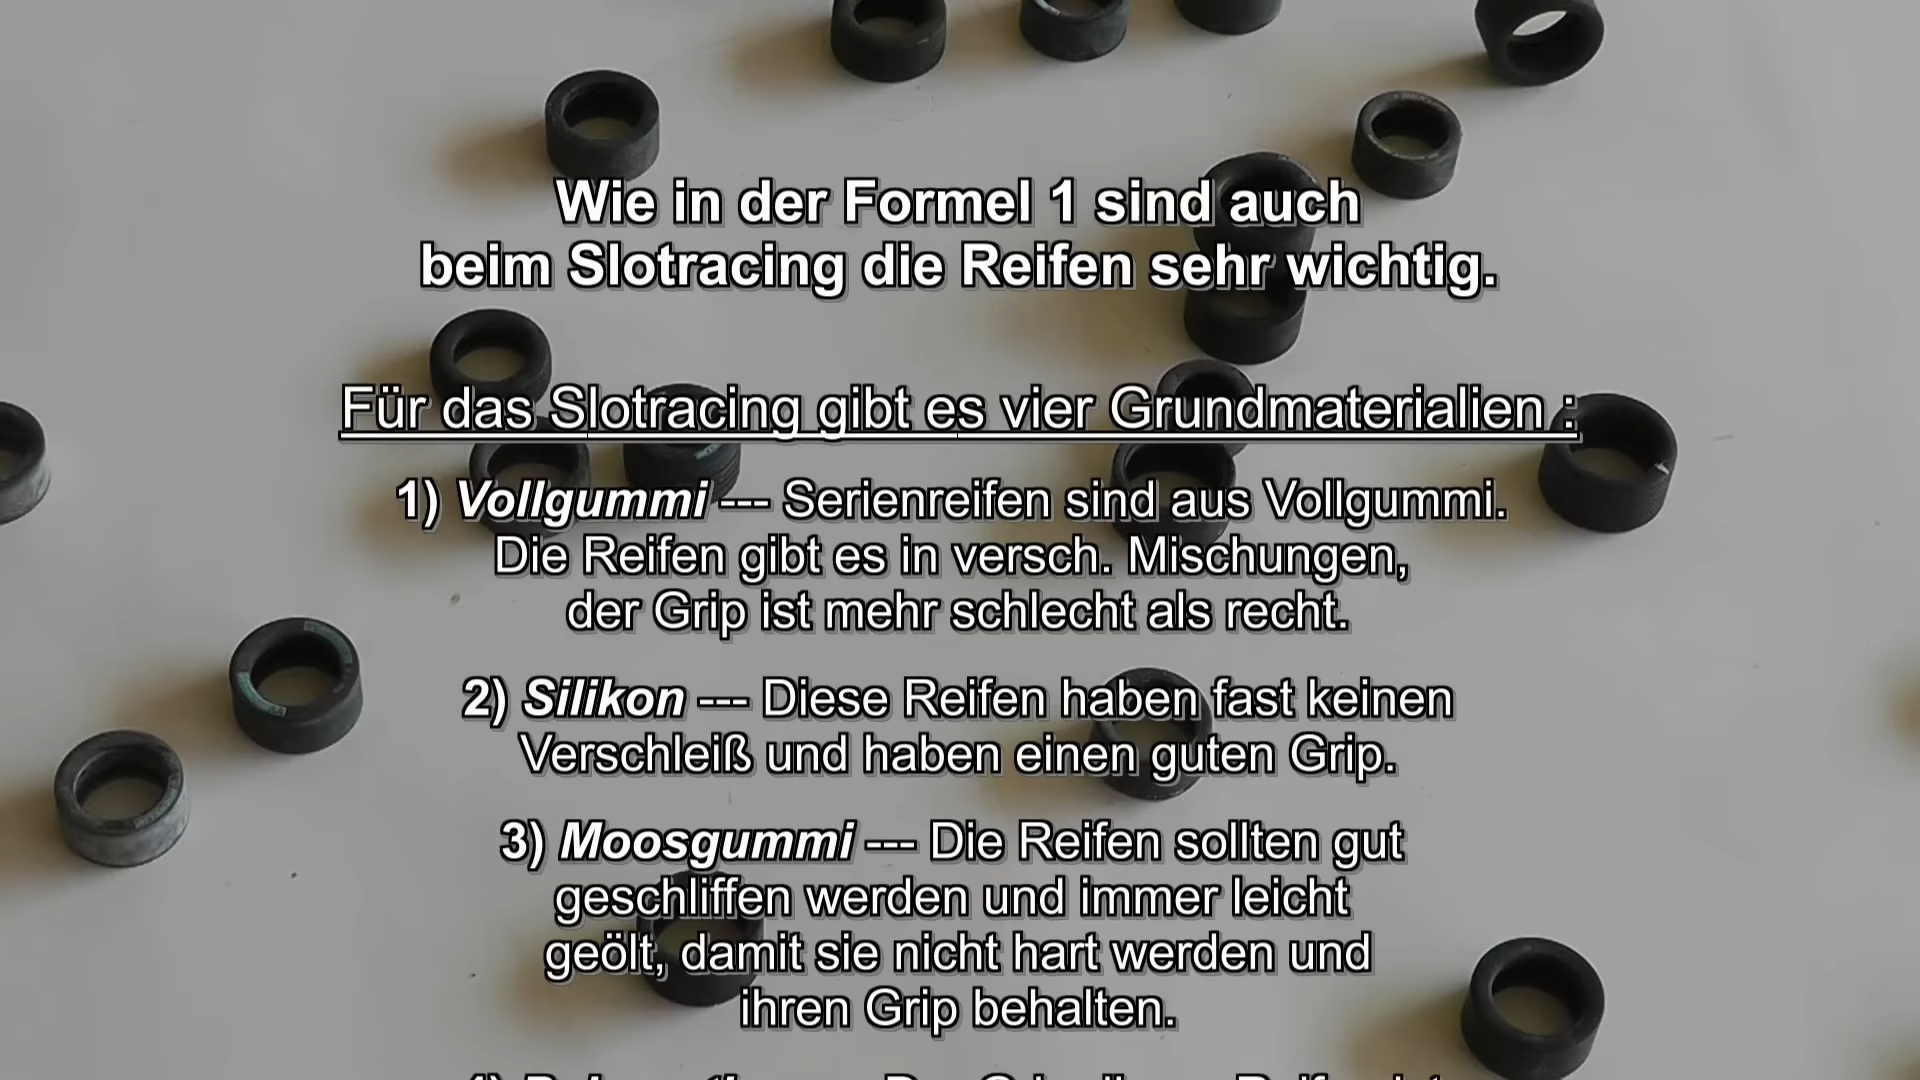 Wie in der Formel 1 sind auch
beim Slotracing die Reifen sehr wichtig.
Für das Slotracing gibt es vier Grundmaterialien :
1) Vollgummi --- Serienreifen sind aus Vollgummi.
Die Reifen gibt es in versch. Mischungen,
der Grip ist mehr schlecht als recht.
2) Silikon --- Diese Reifen haben fast keinen
Verschleiß und haben einen guten Grip.
3) Moosgummi --- Die Reifen sollten gut
geschliffen werden und immer leicht
geölt, damit sie nicht hart werden und
ihren Grip behalten.